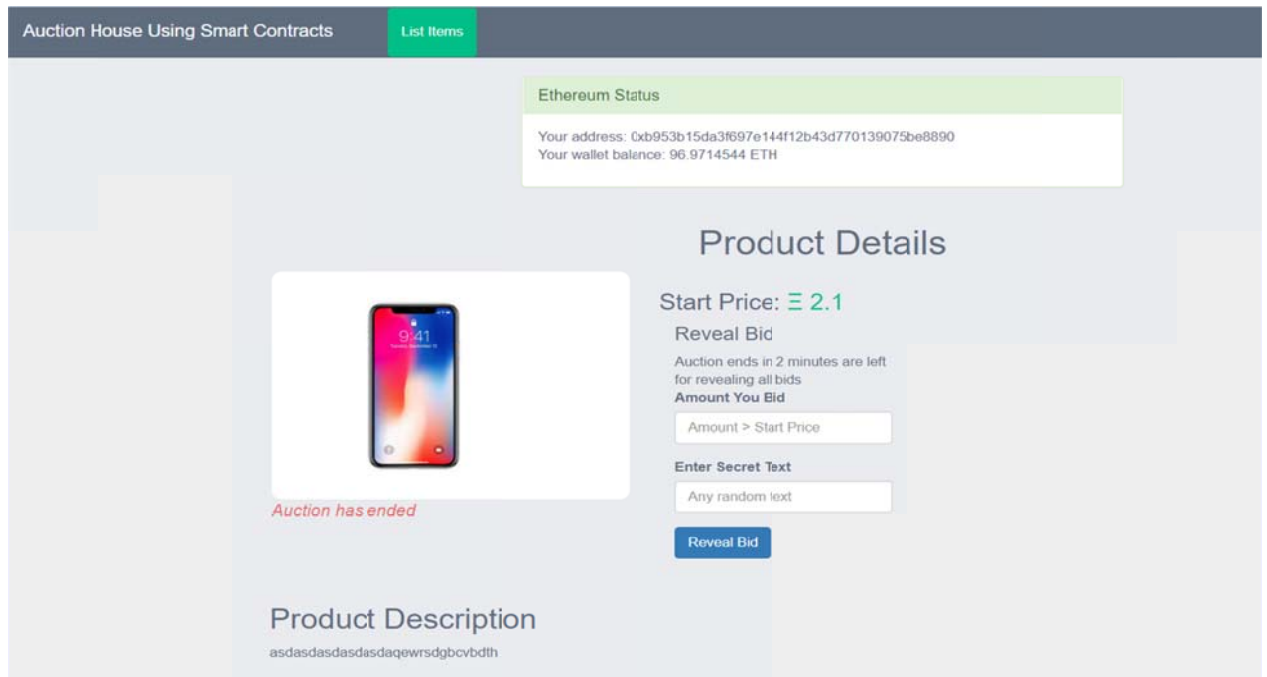 Auction House Using Smart Contracts
List Items
Ethereum Status
Your address: 0xb953b15da3f697e144f12b43d770139075be8890
Your wallet balance: 96.9714544 ETH
Product Details
Start Price: Ξ 2.1
Reveal Bid
Auction ends in 2 minutes are left
for revealing all bids
Amount You Bid
Amount > Start Price
Enter Secret Text
Any random text
Reveal Bid
9:41
Auction has ended
Product Description
asdasdasdasdasdaqewrsdgbcvbdth